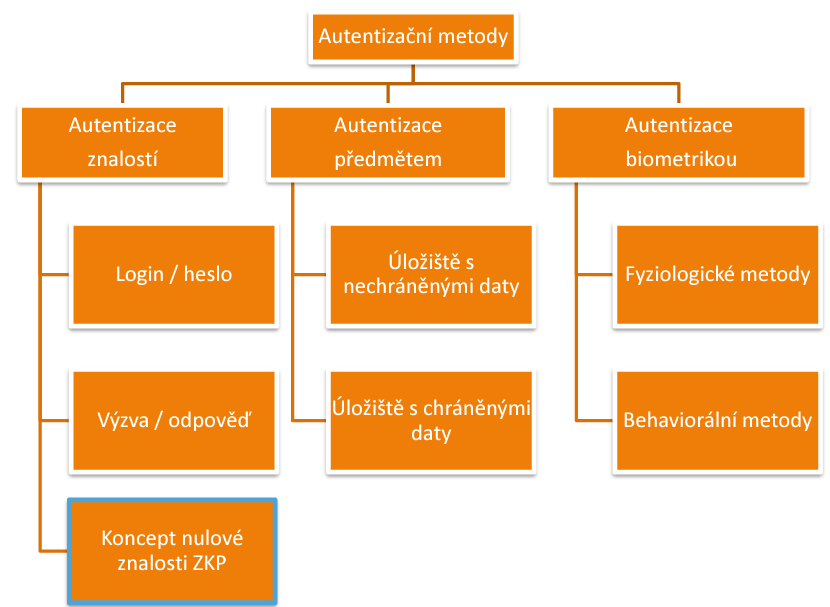 Autentizační metody
Autentizace
znalostí
Login / heslo
Výzva / odpověď
Koncept nulové
znalosti ZKP
Autentizace
předmětem
Úložiště s
nechráněnými daty
Úložiště s chráněnými
daty
Autentizace
biometrikou
Fyziologické metody
Behaviorální metody